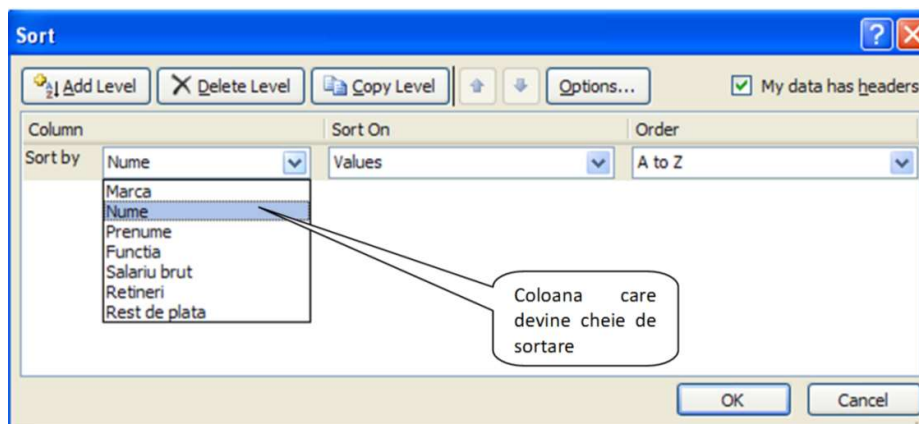 Sort
Add Level Delete Level Copy Level Options... My data has headers
Column Sort On Order
Sort by Nume Values A to Z
Marca
Nume
Prenume
Functia
Salariu brut
Retineri
Rest de plata
Coloana care
devine cheie de
sortare
OK Cancel